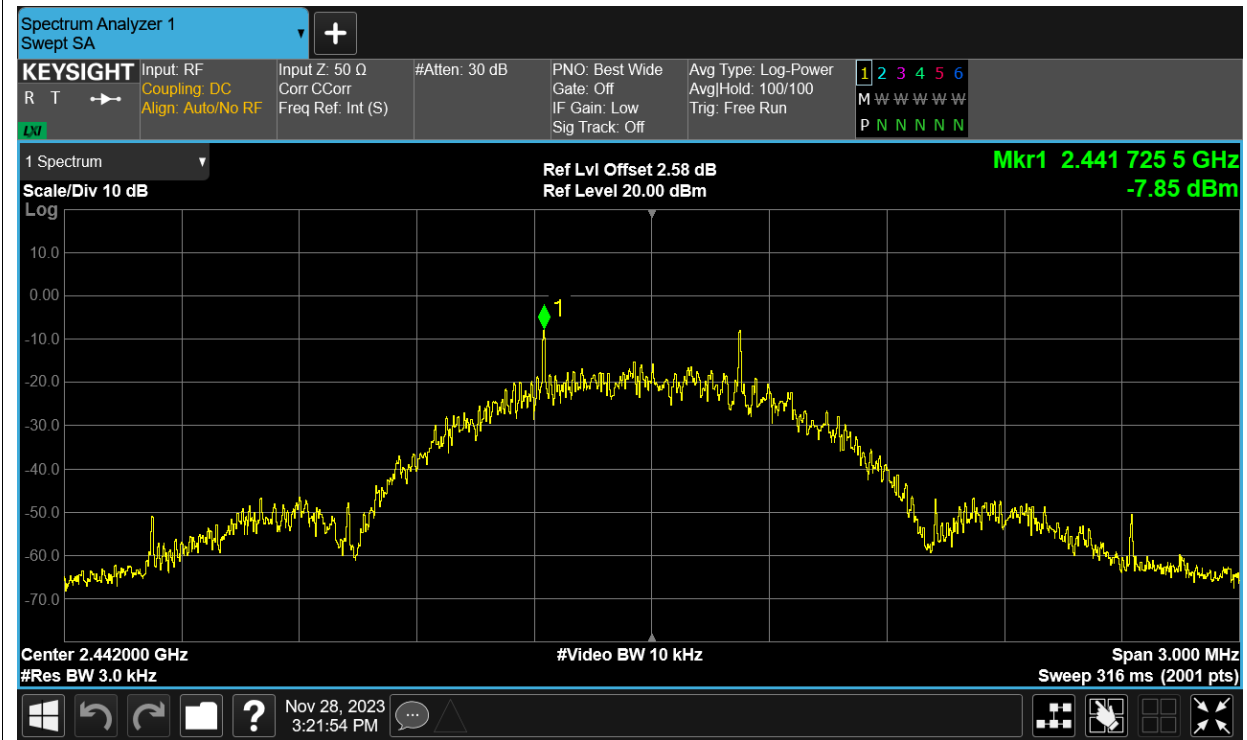 Spectrum Analyzer 1
Swept SA
KEYSIGHT
R T
LXI
Input: RF
Coupling: DC
Align: Auto/No RF
Input Z: 50 Ω
Corr CCorr
Freq Ref: Int (S)
#Atten: 30 dB
PNO: Best Wide
Gate: Off
IF Gain: Low
Sig Track: Off
Avg Type: Log-Power
Avg|Hold: 100/100
Trig: Free Run
1 2 3 4 5 6
M W W W W W
P N N N N N
1 Spectrum
Scale/Div 10 dB
Log
Ref Lvl Offset 2.58 dB
Ref Level 20.00 dBm
Mkr1 2.441 725 5 GHz
-7.85 dBm
10.0
0.00
1
-10.0
-20.0
-30.0
-40.0
-50.0
-60.0
-70.0
Center 2.442000 GHz
#Res BW 3.0 kHz
#Video BW 10 kHz
Span 3.000 MHz
Sweep 316 ms (2001 pts)
?
Nov 28, 2023
3:21:54 PM